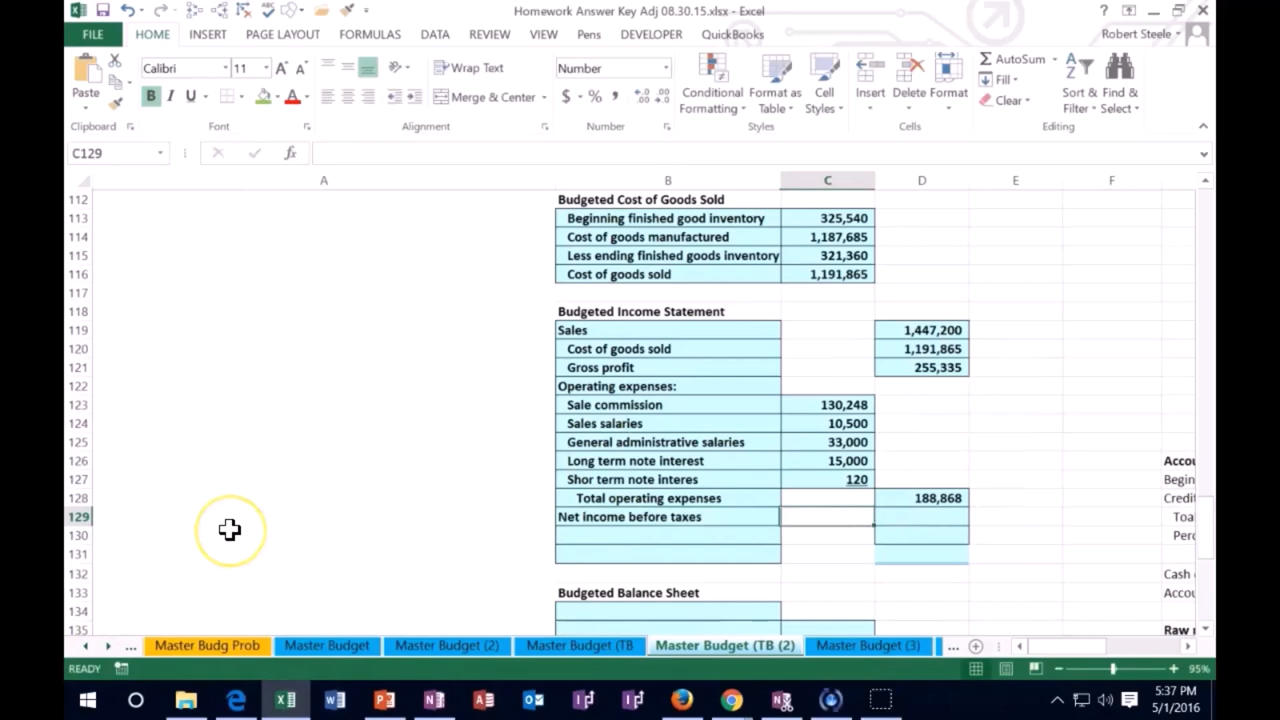 Homework Answer Key Adj 08.30.15.xlsx - Excel
FILE HOME INSERT PAGE LAYOUT FORMULAS DATA REVIEW VIEW Pens DEVELOPER QuickBooks Robert Steele
Calibri 11 Wrap Text Number AutoSum
Paste B I U Merge & Center $ % Conditional Formatting Format as Table Cell Styles Insert Delete Format Fill Clear Sort & Filter Find & Select
Clipboard Font Alignment Number Styles Cells Editing
C129 fx
A B C D E F
112 Budgeted Cost of Goods Sold
113 Beginning finished good inventory 325,540
114 Cost of goods manufactured 1,187,685
115 Less ending finished goods inventory 321,360
116 Cost of goods sold 1,191,865
117
118 Budgeted Income Statement
119 Sales 1,447,200
120 Cost of goods sold 1,191,865
121 Gross profit 255,335
122 Operating expenses:
123 Sale commission 130,248
124 Sales salaries 10,500
125 General administrative salaries 33,000
126 Long term note interest 15,000 Accou
127 Shor term note interes 120 Begin
128 Total operating expenses 188,868 Credi
129 Net income before taxes Toa
130 Perc
131
132 Cash
133 Budgeted Balance Sheet Accou
134
135 Raw
... Master Budg Prob Master Budget Master Budget (2) Master Budget (TB Master Budget (TB (2) Master Budget (3) ...
READY 95%
5:37 PM
5/1/2016